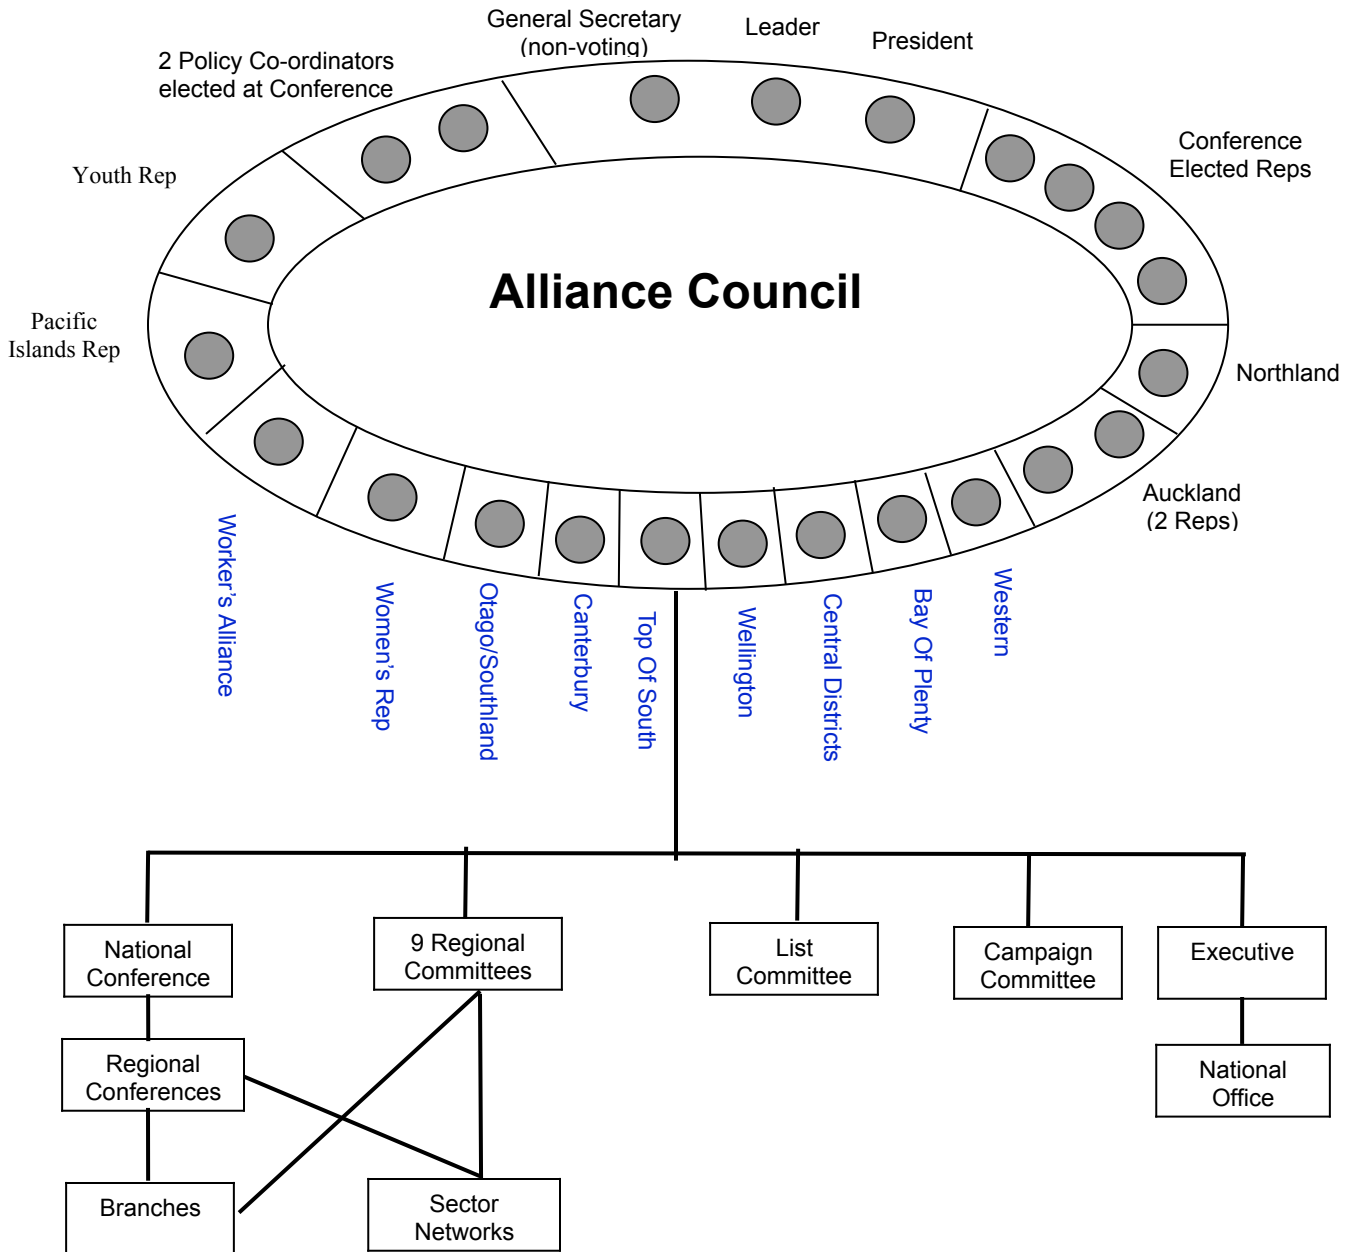 General Secretary
(non-voting)
Leader
President
2 Policy Co-ordinators
elected at Conference
Conference
Elected Reps
Youth Rep
Alliance Council
Pacific
Islands Rep
Northland
Auckland
(2 Reps)
Worker's Alliance
Women's Rep
Otago/Southland
Canterbury
Top Of South
Wellington
Central Districts
Bay Of Plenty
Western
National
Conference
9 Regional
Committees
List
Committee
Campaign
Committee
Executive
Regional
Conferences
National
Office
Branches
Sector
Networks